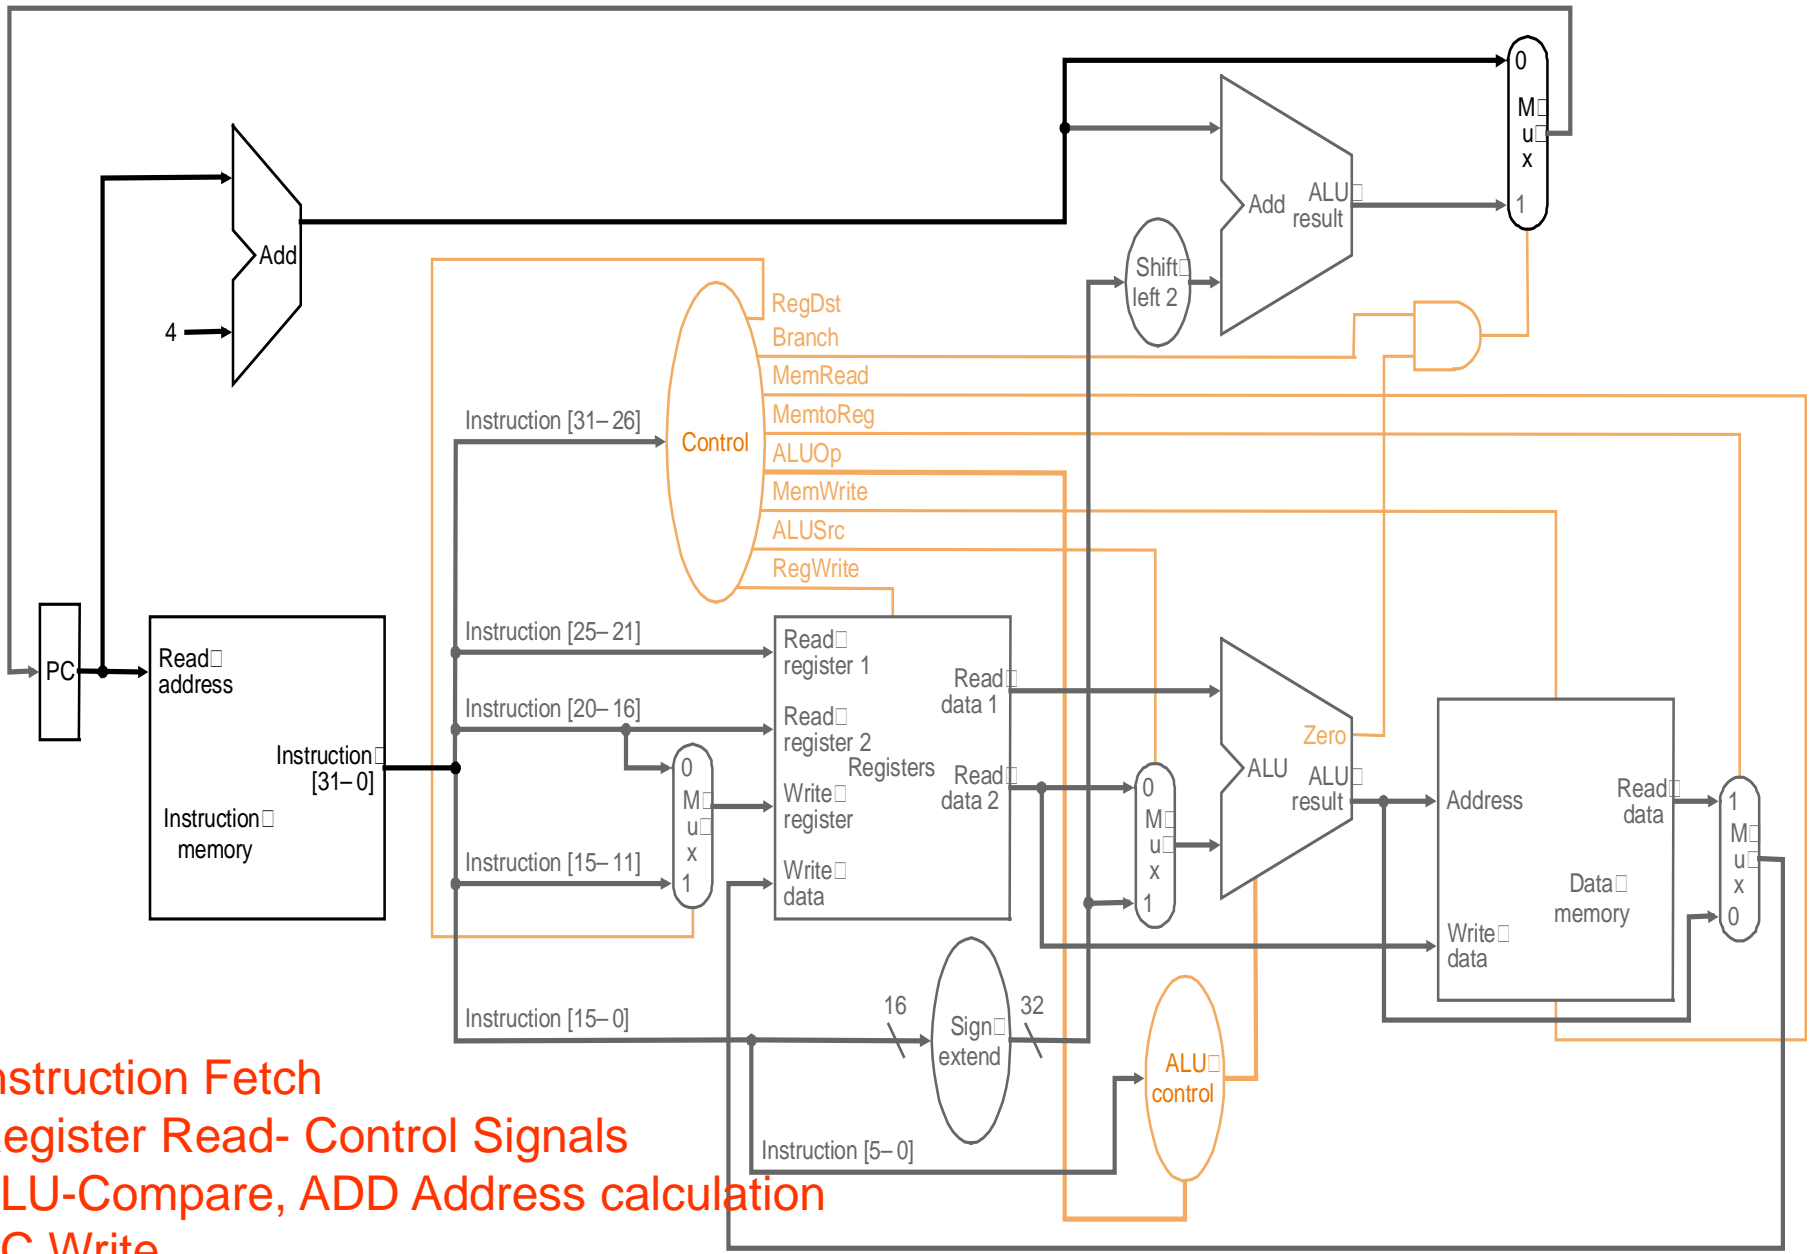 0
M
u
x
1
Add
ALU
result
Shift
left 2
Add
4
RegDst
Branch
MemRead
MemtoReg
ALUOp
MemWrite
ALUSrc
RegWrite
Control
Instruction [31–26]
Instruction [25–21]
Instruction [20–16]
Instruction [15–11]
Instruction [15–0]
Instruction [5–0]
PC
Read
address
Instruction
[31–0]
Instruction
memory
0
M
u
x
1
Read
register 1
Read
register 2
Registers
Write
register
Write
data
Read
data 1
Read
data 2
0
M
u
x
1
Zero
ALU
ALU
result
Address
Read
data
Data
memory
Write
data
1
M
u
x
0
16
Sign
extend
32
ALU
control
nstruction Fetch
egister Read- Control Signals
LU-Compare, ADD Address calculation
C Write